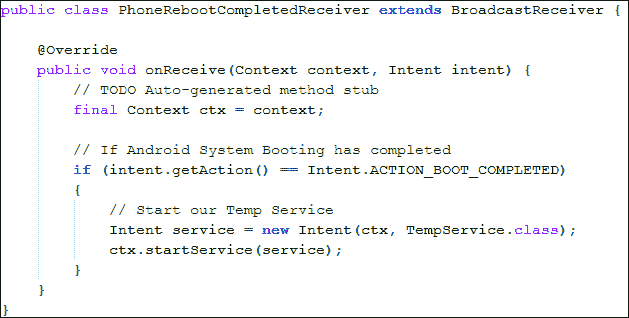 public class PhoneRebootCompletedReceiver extends BroadcastReceiver {
@Override
public void onReceive(Context context, Intent intent) {
// TODO Auto-generated method stub
final Context ctx = context;
// If Android System Booting has completed
if (intent.getAction() == Intent.ACTION_BOOT_COMPLETED)
{
// Start our Temp Service
Intent service = new Intent(ctx, TempService.class);
ctx.startService(service);
}
}
}